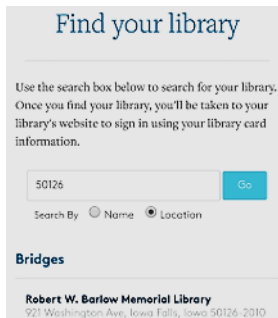 Find your library
Use the search box below to search for your library.
Once you find your library, you'll be taken to your
library's website to sign in using your library card
information.
50126
Go
Search By Name Location
Bridges
Robert W. Barlow Memorial Library
921 Washington Ave, Iowa Falls, Iowa 50126-2010